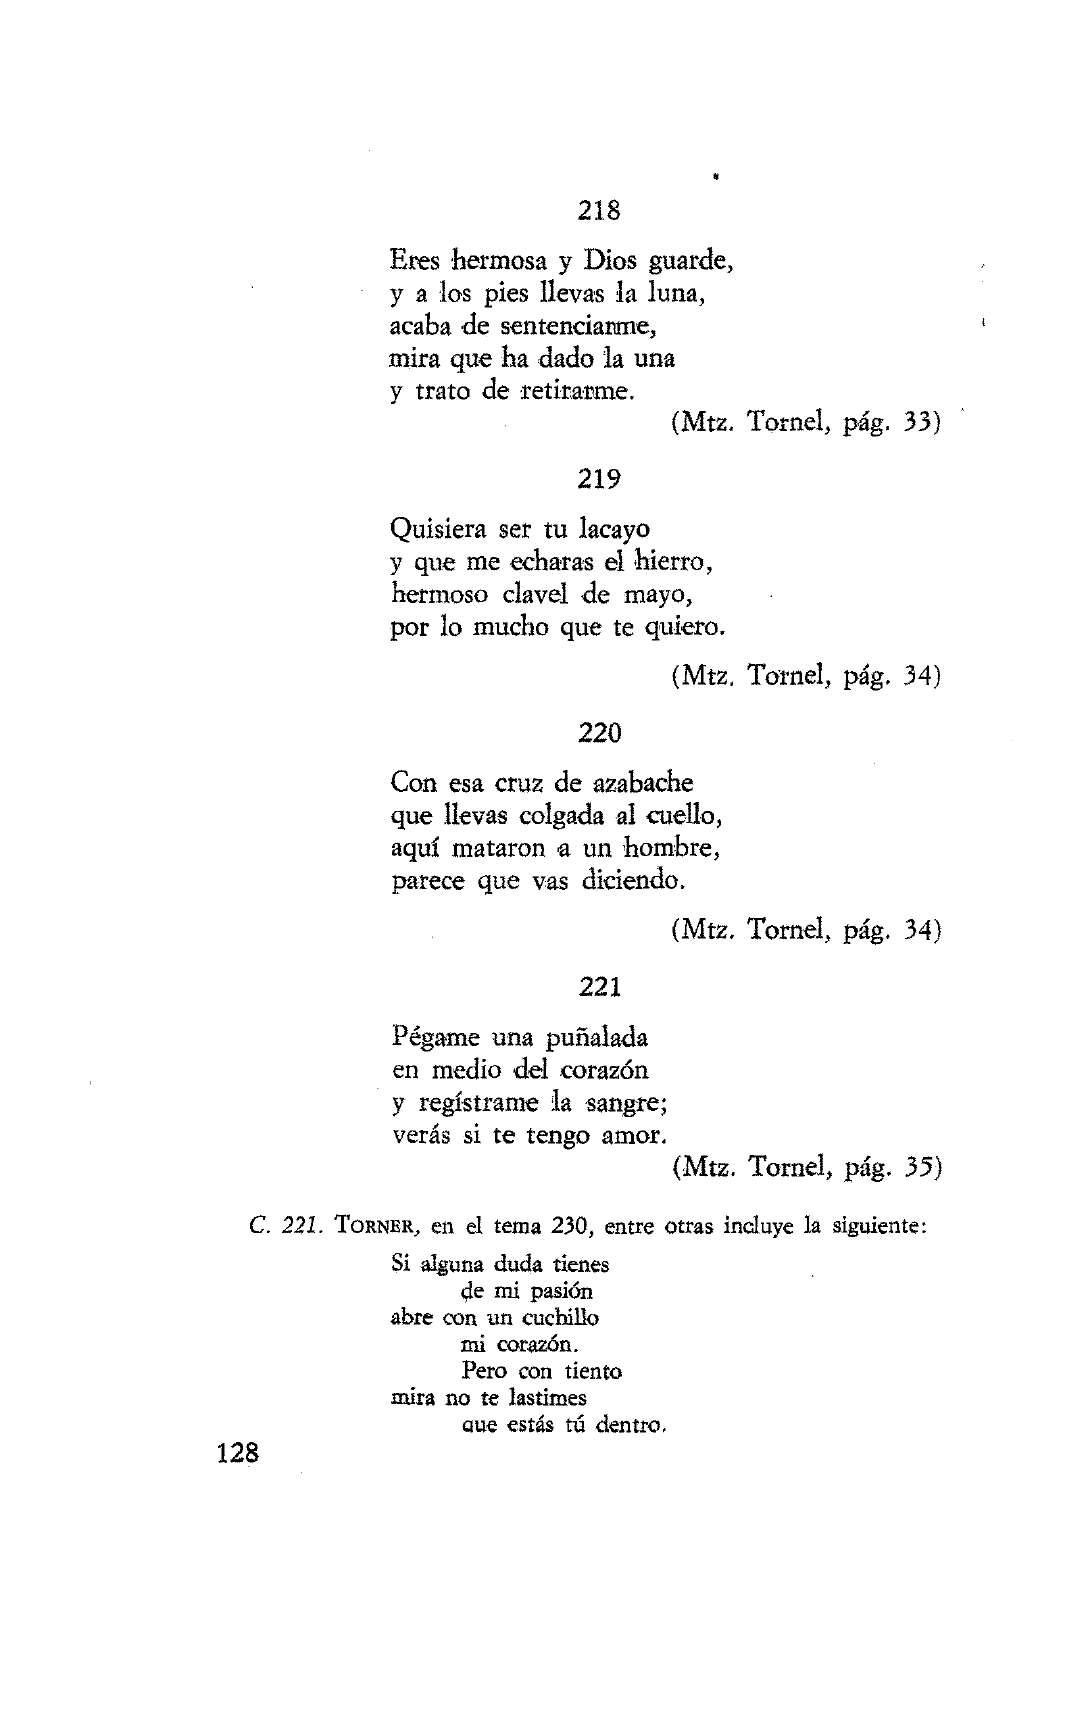 218
Eres hermosa y Dios guarde,
y a los pies llevas la luna,
acaba de sentenciarme,
mira que ha dado la una
y trato de retirarme.
(Mtz. Tornel, pág. 33)
219
Quisiera ser tu lacayo
y que me echaras el hierro,
hermoso clavel de mayo,
por lo mucho que te quiero.
(Mtz. Tornel, pág. 34)
220
Con esa cruz de azabache
que llevas colgada al cuello,
aquí mataron a un hombre,
parece que vas diciendo.
(Mtz. Tornel, pág. 34)
221
Pégame una puñalada
en medio del corazón
y regístrame la sangre;
verás si te tengo amor.
(Mtz. Tornel, pág. 35)
C. 221. TORNER, en el tema 230, entre otras incluye la siguiente:
Si alguna duda tienes
de mi pasión
abre con un cuchillo
mi corazón.
Pero con tiento
mira no te lastimes
que estás tú dentro.
128